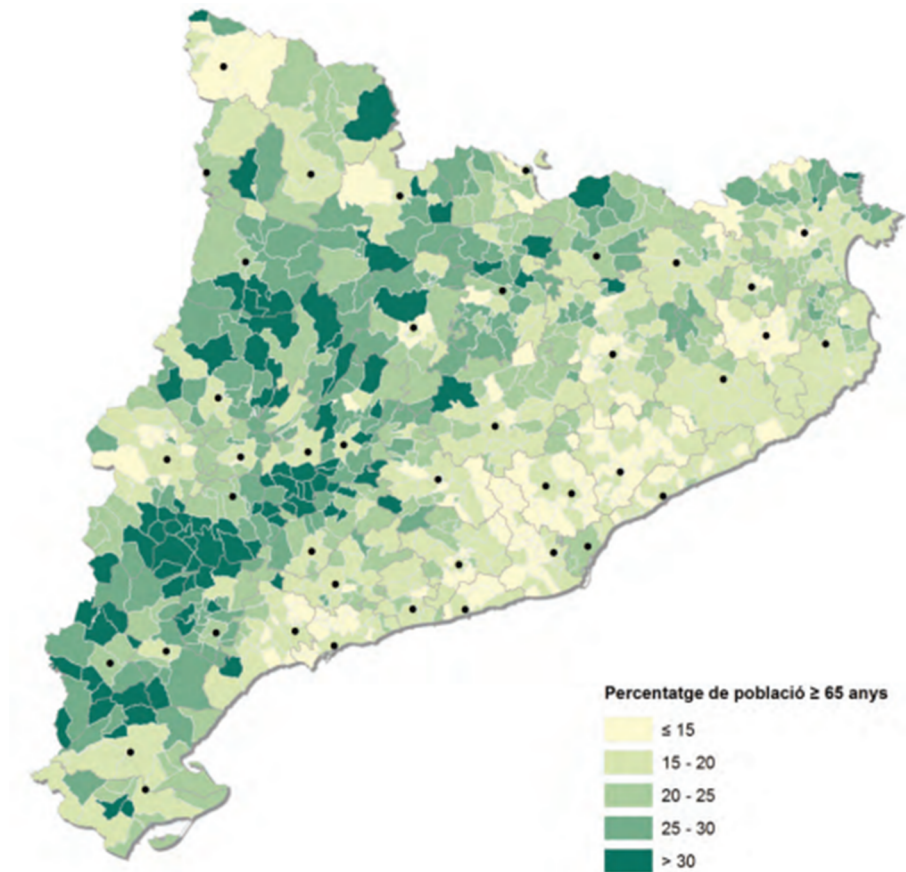 Percentatge de població ≥ 65 anys
≤ 15
15 - 20
20 - 25
25 - 30
> 30